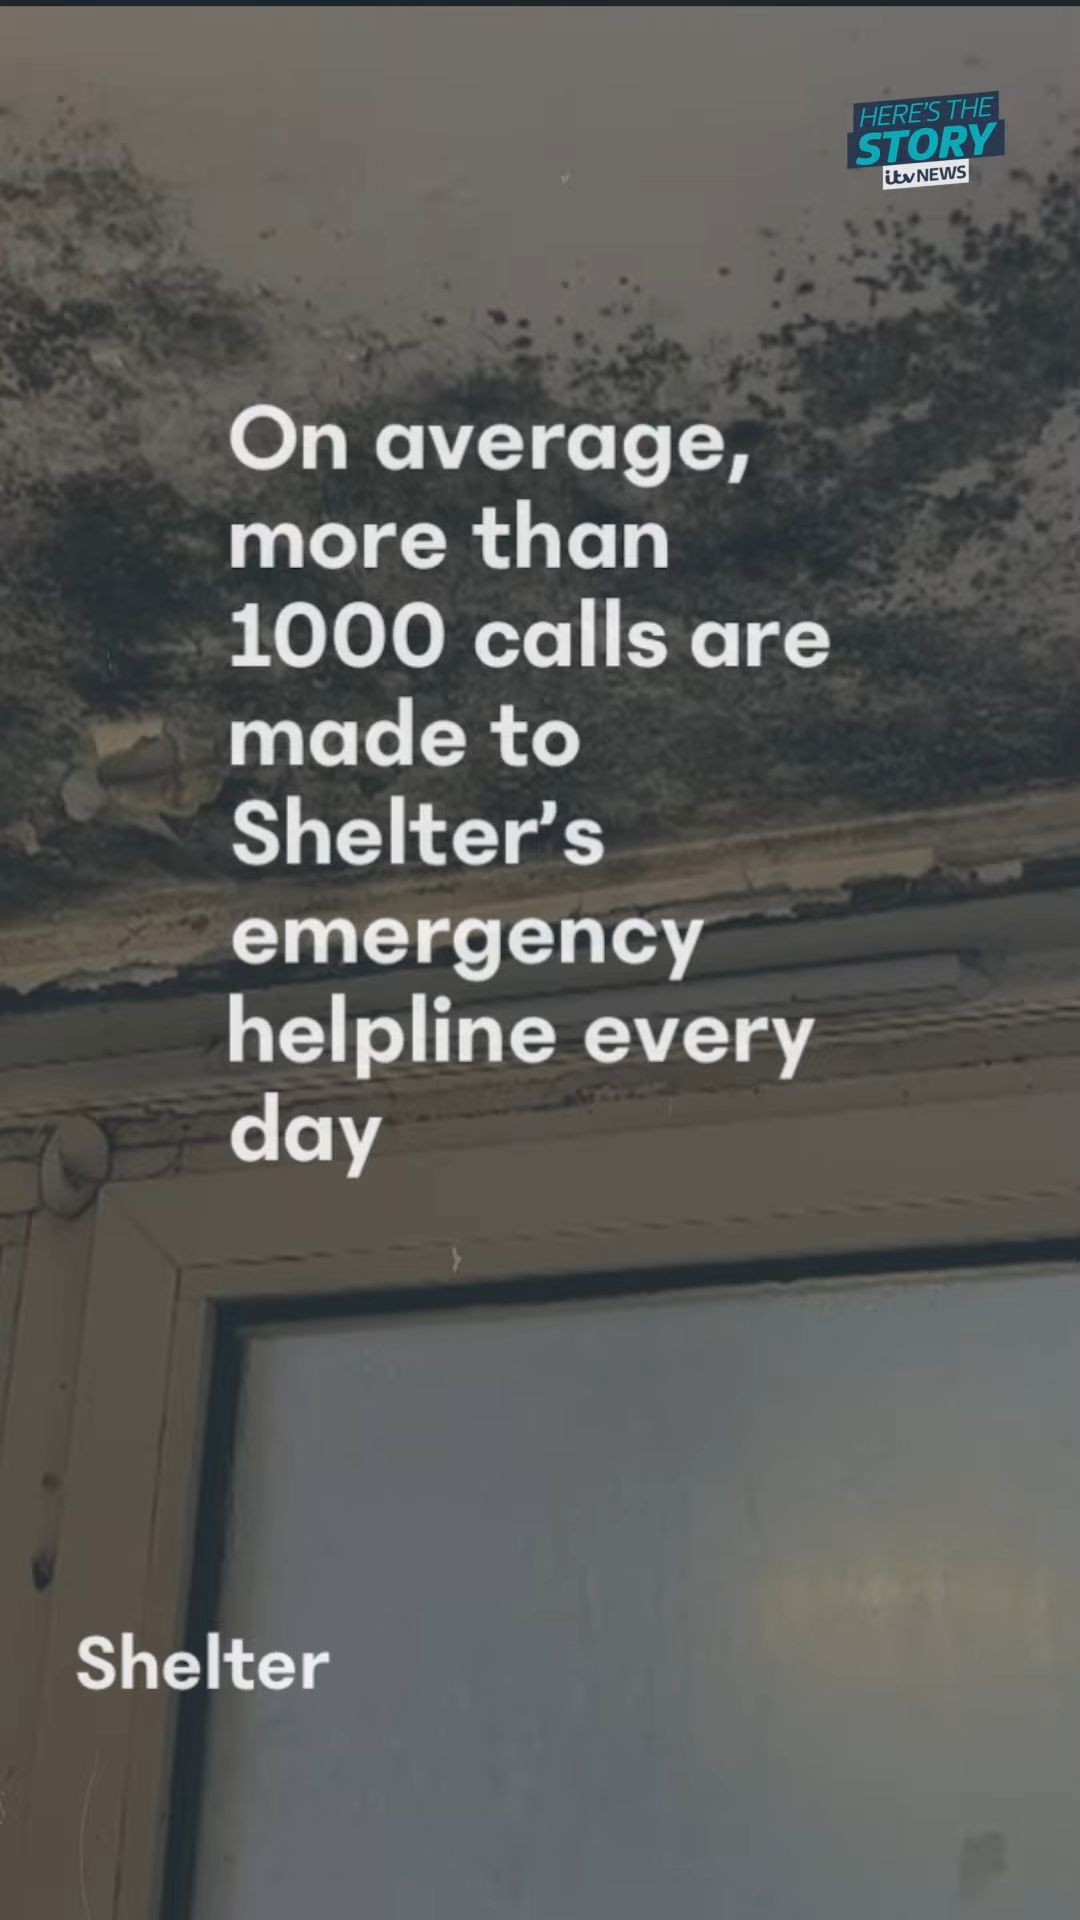 HERE'S THE
STORY
itv NEWS
On average,
more than
1000 calls are
made to
Shelter's
emergency
helpline every
day
Shelter